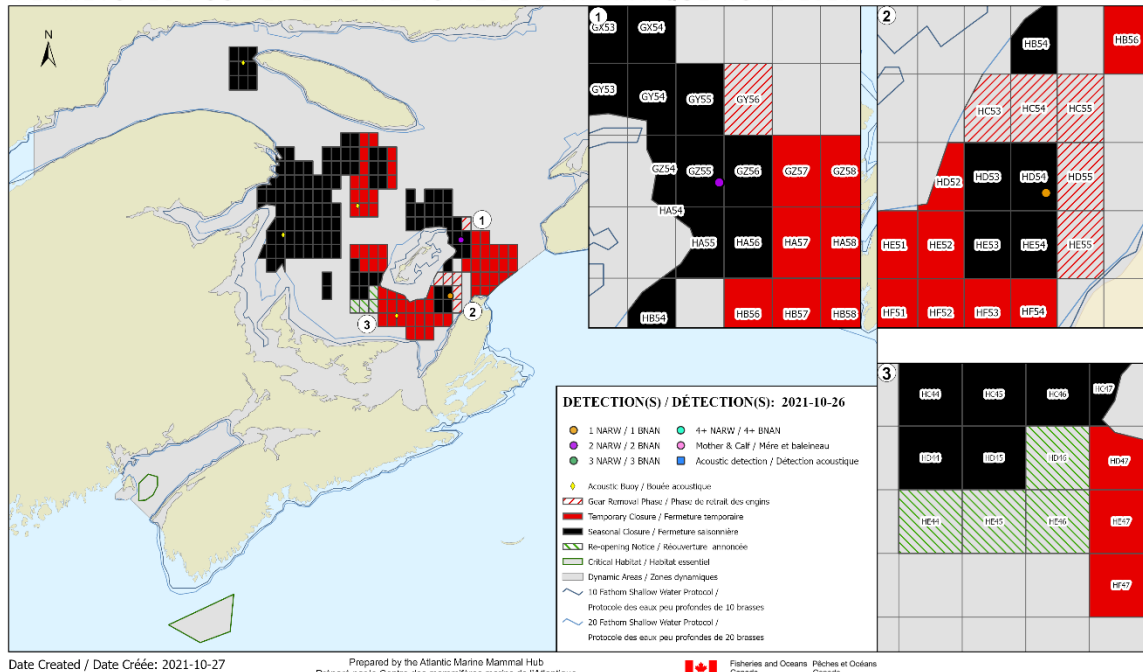 N
1
2
3
1
GX53 GX54
GY53 GY54 GY55 GY56
GZ54 GZ55 GZ56 GZ57 GZ58
HA54 HA55 HA56 HA57 HA58
HB54 HB56 HB57 HB58
2
HB54 HB56
HC53 HC54 HC55
HD52 HD53 HD54 HD55
HE51 HE52 HE53 HE54 HE55
HF51 HF52 HF53 HF54
3
HC44 HC45 HC46 HC47
HD44 HD45 HD46 HD47
HE44 HE45 HE46 HE47
HF47
DETECTION(S) / DÉTECTION(S): 2021-10-26
1 NARW / 1 BNAN 4+ NARW / 4+ BNAN
2 NARW / 2 BNAN Mother & Calf / Mére et baleineau
3 NARW / 3 BNAN Acoustic detection / Détection acoustique
Acoustic Buoy / Bouée acoustique
Gear Removal Phase / Phase de retrait des engins
Temporary Closure / Fermeture temporaire
Seasonal Closure / Fermeture saisonnière
Re-opening Notice / Réouverture annoncée
Critical Habitat / Habitat essentiel
Dynamic Areas / Zones dynamiques
10 Fathom Shallow Water Protocol /
Protocole des eaux peu profondes de 10 brasses
20 Fathom Shallow Water Protocol /
Protocole des eaux peu profondes de 20 brasses
Date Created / Date Créée: 2021-10-27
Prepared by the Atlantic Marine Mammal Hub
Fisheries and Oceans Pêches et Océans